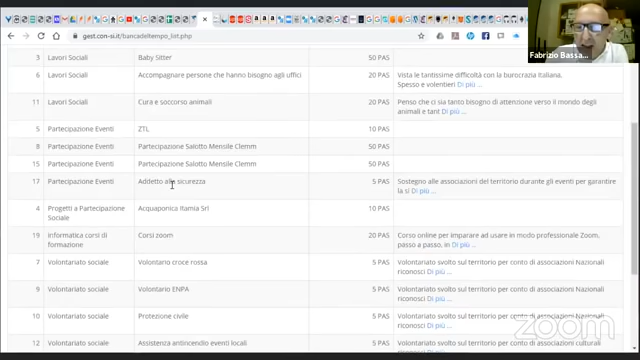 gest.con-si.it/bancadeltempo_list.php
Fabrizio Bassa...
3 Lavori Sociali Baby Sitter 50 PAS
6 Lavori Sociali Accompagnare persone che hanno bisogno agli uffici 20 PAS Vista le tantissime difficoltà con la burocrazia Italiana.
Spesso e volentieri Di più ...
11 Lavori Sociali Cura e soccorso animali 20 PAS Penso che ci sia tanto bisogno di attenzione verso il mondo degli
animali e tant Di più ...
5 Partecipazione Eventi ZTL 10 PAS
8 Partecipazione Eventi Partecipazione Salotto Mensile Clemm 50 PAS
15 Partecipazione Eventi Partecipazione Salotto Mensile Clemm 50 PAS
17 Partecipazione Eventi Addetto alla sicurezza 5 PAS Sostegno alle associazioni del territorio durante gli eventi per garantire
la si Di più ...
4 Progetti a Partecipazione Acquaponica Itamia Srl 10 PAS
Sociale
19 Informatica corsi di Corsi zoom 20 PAS Corso online per imparare ad usare in modo professionale Zoom,
formazione passo a passo, in Di più ...
7 Volontariato sociale Volontario croce rossa 5 PAS Volontariato svolto sul territorio per conto di associazioni Nazionali
riconosci Di più ...
9 Volontariato sociale Volontario ENPA 5 PAS Volontariato svolto sul territorio per conto di associazioni Nazionali
riconosci Di più ...
10 Volontariato sociale Protezione civile 5 PAS Volontariato svolto sul territorio per conto di associazioni Nazionali
riconosci Di più ...
12 Volontariato sociale Assistenza antincendio eventi locali 5 PAS Volontariato svolto sul territorio per conto di associazioni culturali
riconosci Di più ...
zoom